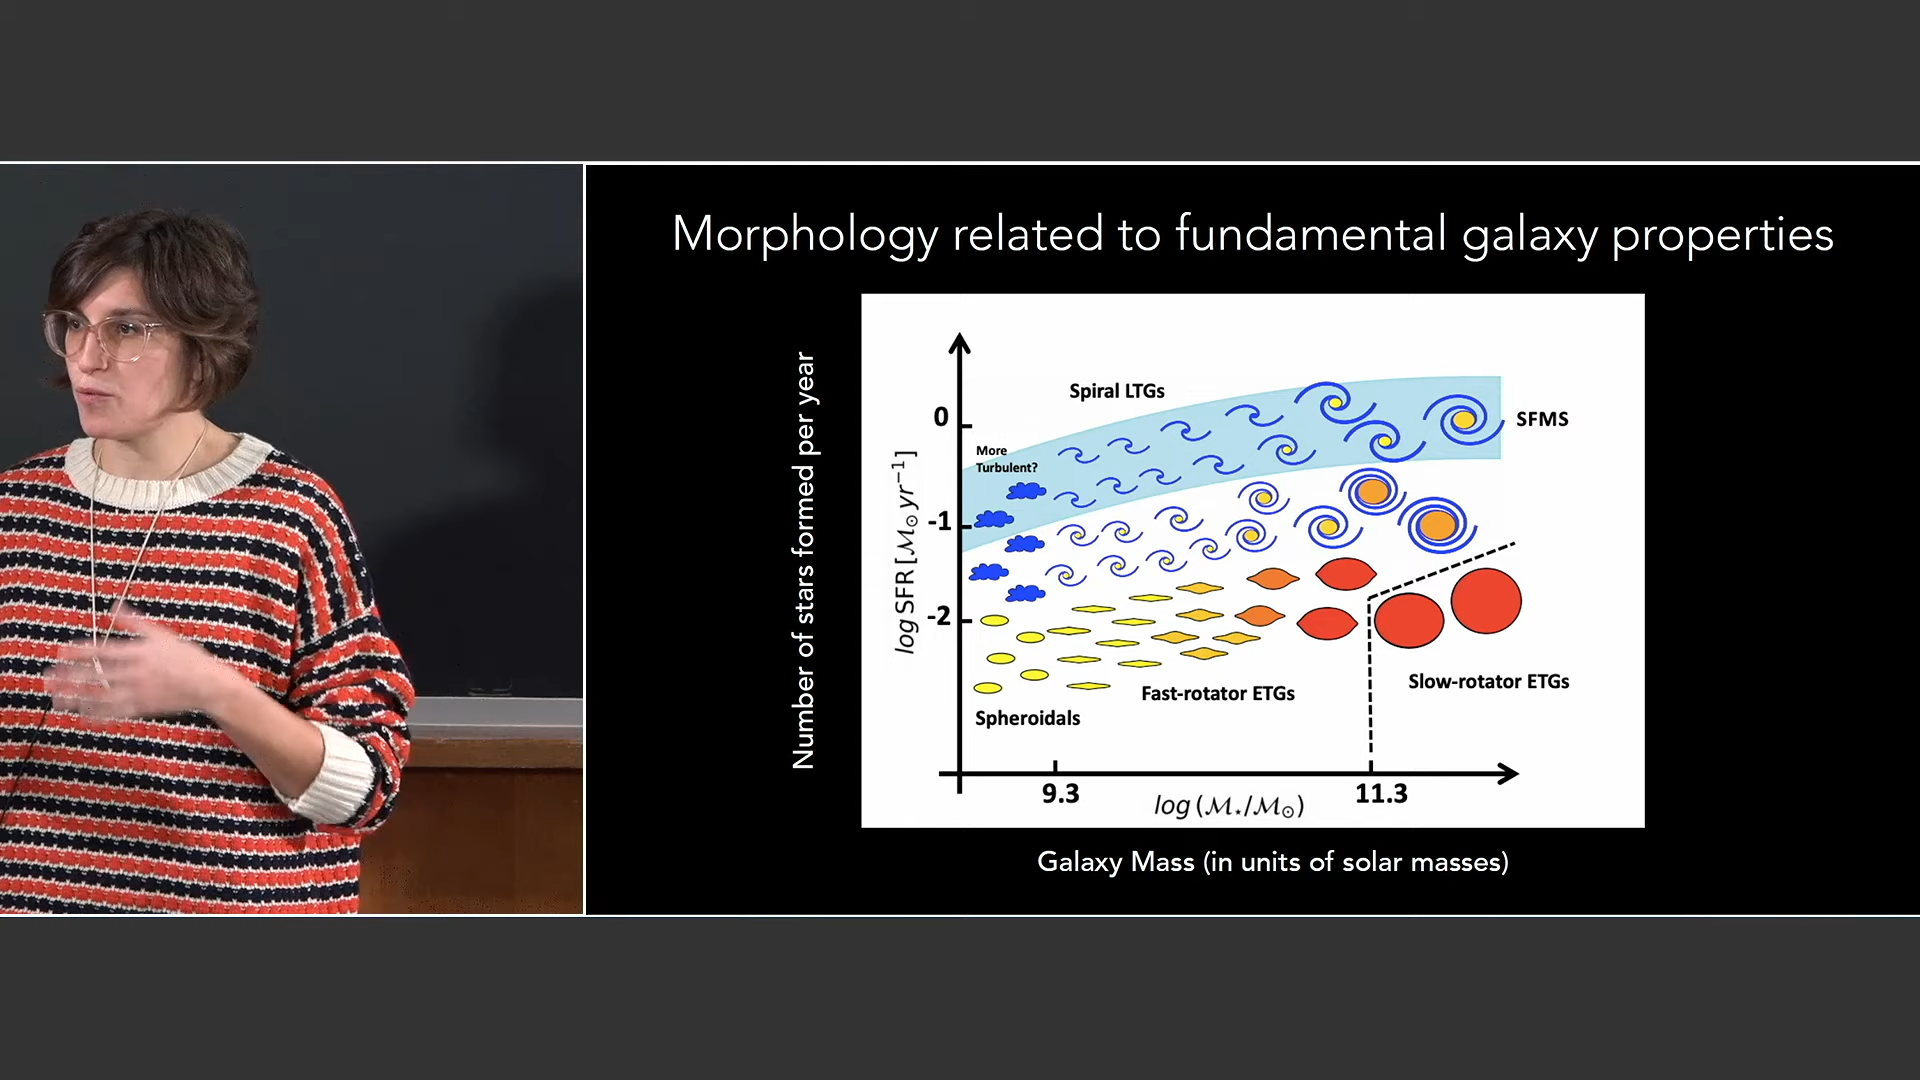 Morphology related to fundamental galaxy properties
Number of stars formed per year
log SFR [M⊙yr⁻¹]
0
-1
-2
Spiral LTGs
SFMS
More
Turbulent?
Fast-rotator ETGs
Slow-rotator ETGs
Spheroidals
9.3
11.3
log (M⋆/M⊙)
Galaxy Mass (in units of solar masses)